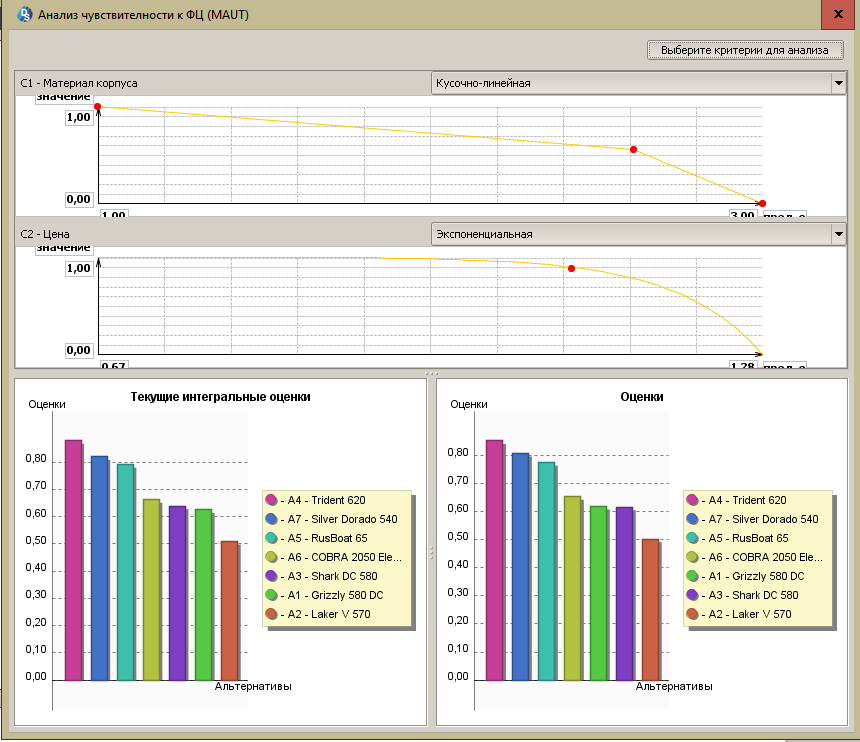 Анализ чувствителности к ФЦ (MAUT)
Выберите критерии для анализа
C1 - Материал корпуса
Кусочно-линейная
значение
1,00
0,00
1.00
3.00
C2 - Цена
Экспоненциальная
значение
1,00
0,00
0.67
1.28
Текущие интегральные оценки
Оценки
0,80
0,70
0,60
0,50
0,40
0,30
0,20
0,10
0,00
Альтернативы
- A4 - Trident 620
- A7 - Silver Dorado 540
- A5 - RusBoat 65
- A6 - COBRA 2050 Ele...
- A3 - Shark DC 580
- A1 - Grizzly 580 DC
- A2 - Laker V 570
Оценки
Оценки
0,80
0,70
0,60
0,50
0,40
0,30
0,20
0,10
0,00
Альтернативы
- A4 - Trident 620
- A7 - Silver Dorado 540
- A5 - RusBoat 65
- A6 - COBRA 2050 Ele...
- A1 - Grizzly 580 DC
- A3 - Shark DC 580
- A2 - Laker V 570